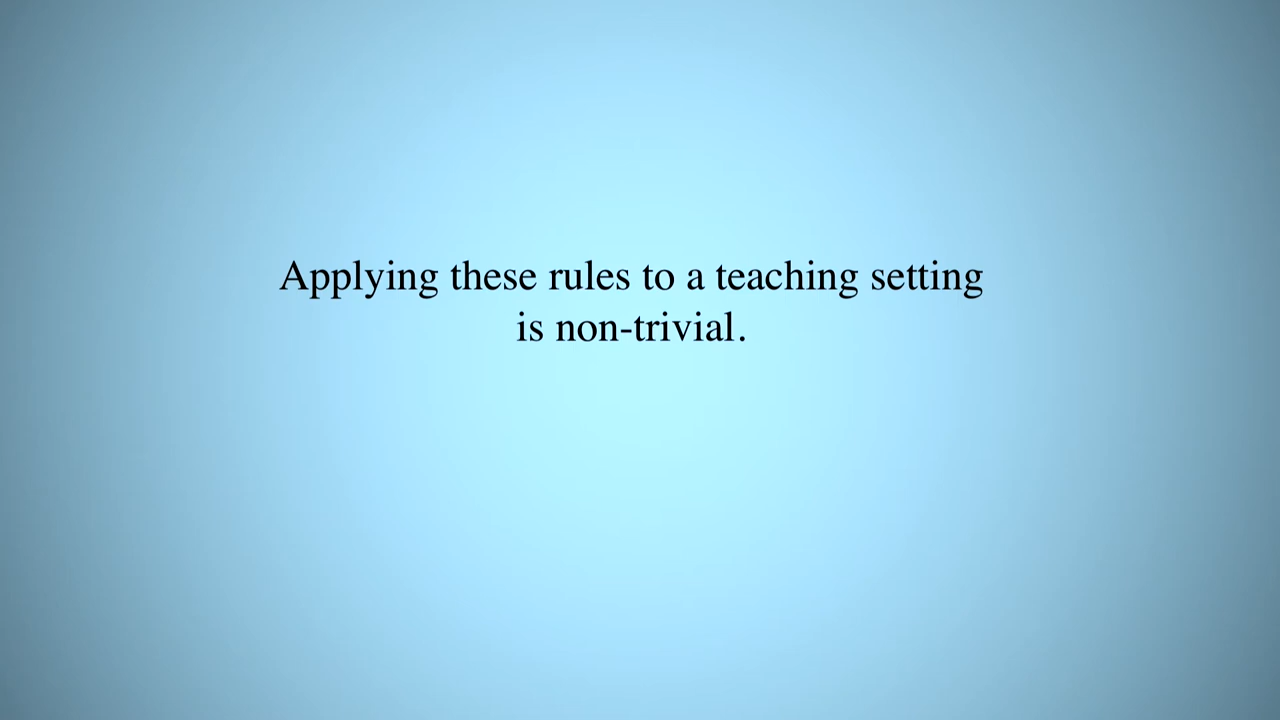 Applying these rules to a teaching setting
is non-trivial.